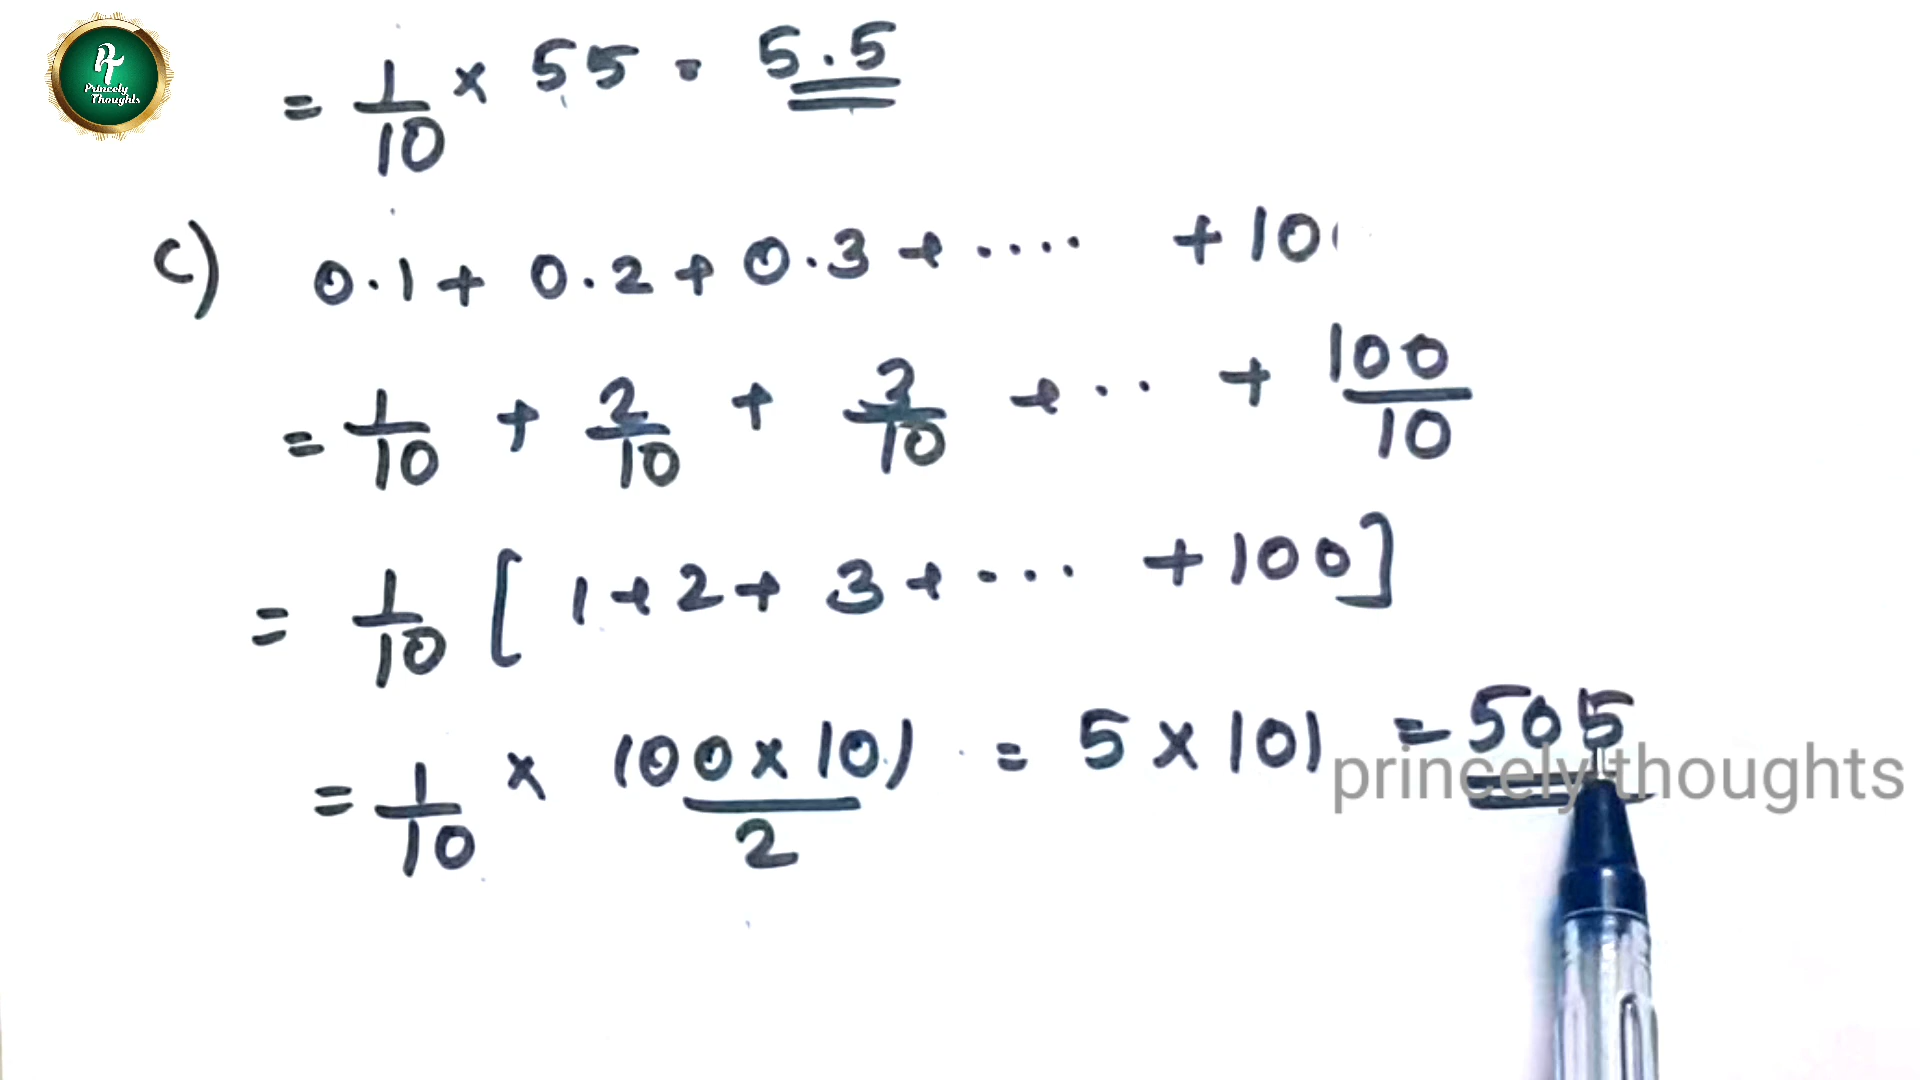 PT
Princely
Thoughts
= 1/10 × 55 = 5.5
c) 0.1 + 0.2 + 0.3 + .... + 10
= 1/10 + 2/10 + 3/10 + .. + 100/10
= 1/10 [ 1 + 2 + 3 + .... + 100 ]
= 1/10 × (100 × 101)/2 = 5 × 101 = 505
princely thoughts